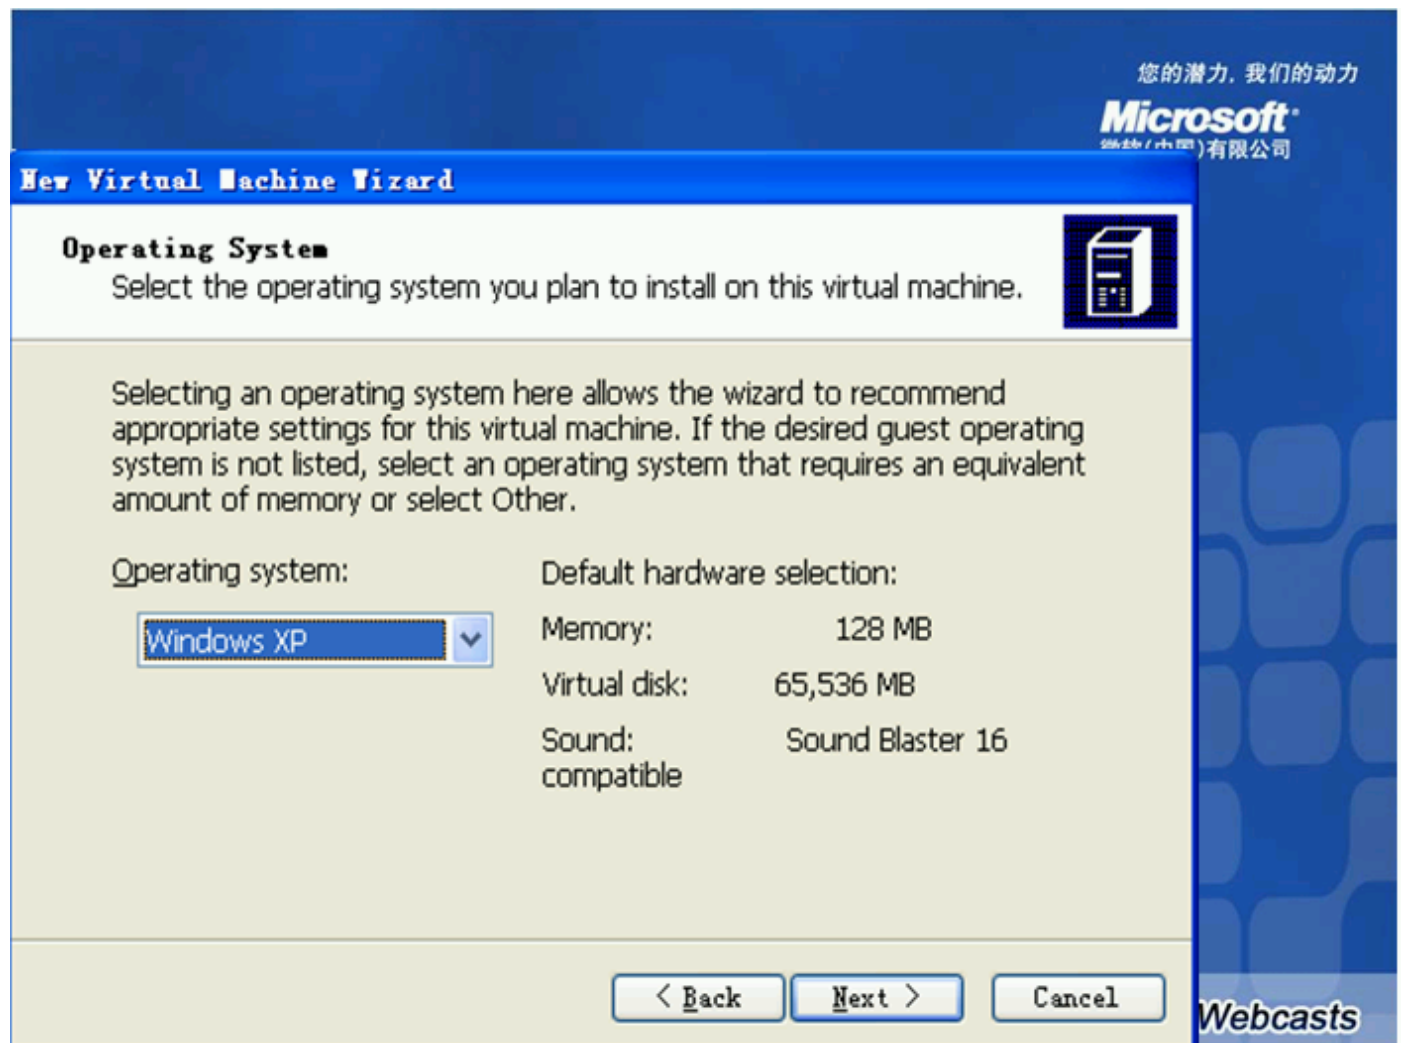 您的潜力, 我们的动力
Microsoft
微软(中国)有限公司
New Virtual Machine Wizard
Operating System
Select the operating system you plan to install on this virtual machine.
Selecting an operating system here allows the wizard to recommend
appropriate settings for this virtual machine. If the desired guest operating
system is not listed, select an operating system that requires an equivalent
amount of memory or select Other.
Operating system:
Windows XP
Default hardware selection:
Memory: 128 MB
Virtual disk: 65,536 MB
Sound: Sound Blaster 16
compatible
< Back
Next >
Cancel
Webcasts